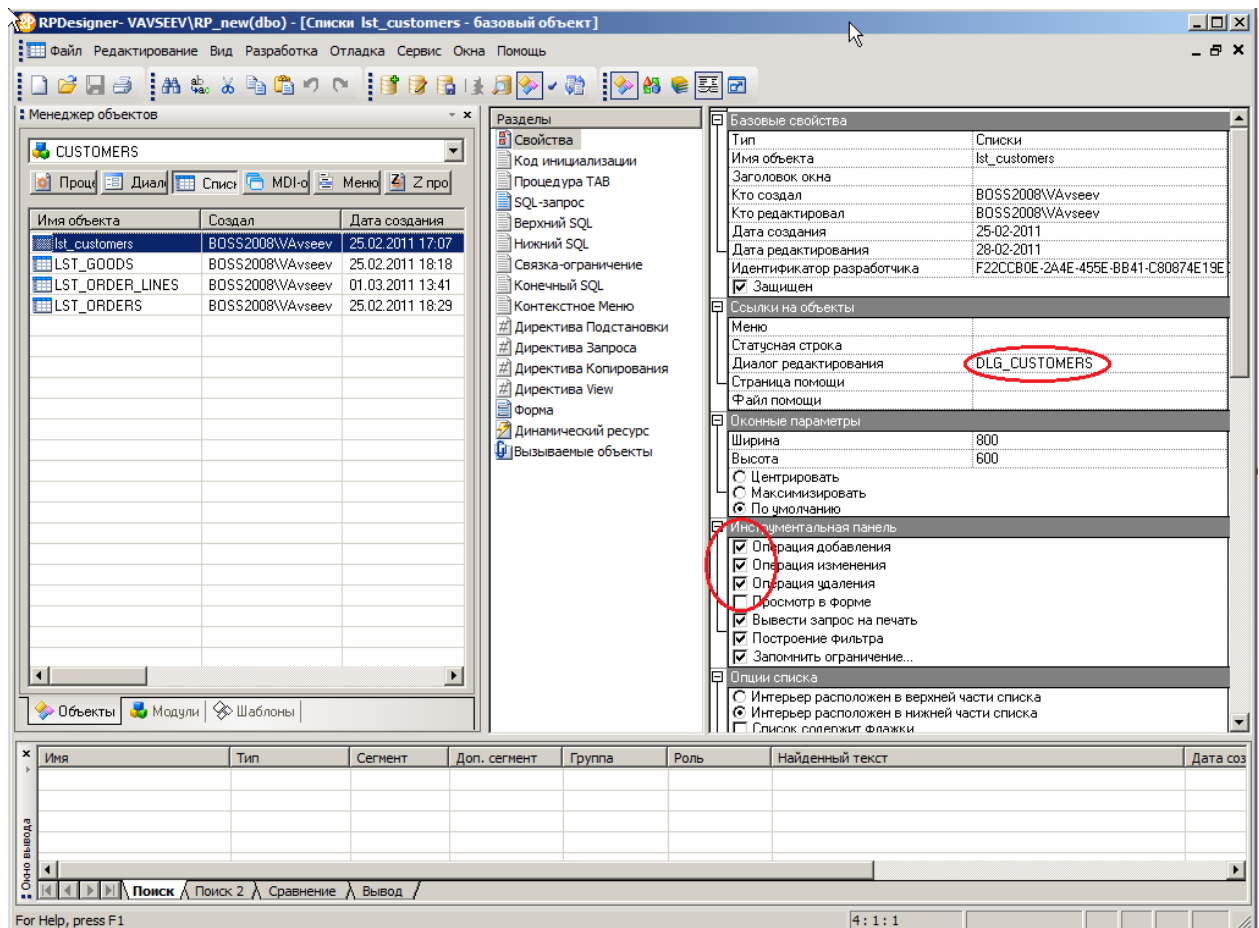 RPDesigner- VAVSEEV\RP_new(dbo) - [Списки lst_customers - базовый объект]
Файл Редактирование Вид Разработка Отладка Сервис Окна Помощь
Менеджер объектов
CUSTOMERS
Проце Диал Списк MDI-о Меню Z про
Имя объекта Создал Дата создания
lst_customers BOSS2008\VAvseev 25.02.2011 17:07
LST_GOODS BOSS2008\VAvseev 25.02.2011 18:18
LST_ORDER_LINES BOSS2008\VAvseev 01.03.2011 13:41
LST_ORDERS BOSS2008\VAvseev 25.02.2011 18:29
Объекты Модули Шаблоны
Разделы
Свойства
Код инициализации
Процедура TAB
SQL-запрос
Верхний SQL
Нижний SQL
Связка-ограничение
Конечный SQL
Контекстное Меню
Директива Подстановки
Директива Запроса
Директива Копирования
Директива View
Форма
Динамический ресурс
Вызываемые объекты
Базовые свойства
Тип Списки
Имя объекта lst_customers
Заголовок окна
Кто создал BOSS2008\VAvseev
Кто редактировал BOSS2008\VAvseev
Дата создания 25-02-2011
Дата редактирования 28-02-2011
Идентификатор разработчика F22CCB0E-2A4E-455E-BB41-C80874E19E
Защищен
Ссылки на объекты
Меню
Статусная строка
Диалог редактирования DLG_CUSTOMERS
Страница помощи
Файл помощи
Оконные параметры
Ширина 800
Высота 600
Центрировать
Максимизировать
По умолчанию
Инструментальная панель
Операция добавления
Операция изменения
Операция удаления
Просмотр в форме
Вывести запрос на печать
Построение фильтра
Запомнить ограничение...
Опции списка
Интерьер расположен в верхней части списка
Интерьер расположен в нижней части списка
Список содержит флажки
Имя Тип Сегмент Доп. сегмент Группа Роль Найденный текст Дата соз
Окно вывода
Поиск Поиск 2 Сравнение Вывод
For Help, press F1 4 : 1 : 1